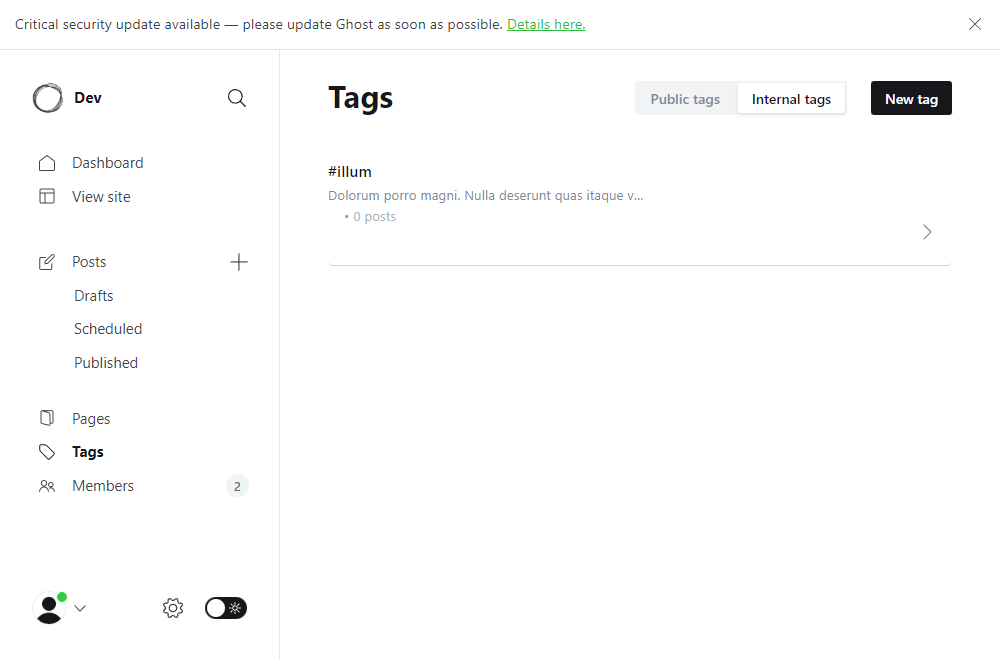 Critical security update available — please update Ghost as soon as possible. Details here.
Dev
Dashboard
View site
Posts
Drafts
Scheduled
Published
Pages
Tags
Members
2
Tags
Public tags
Internal tags
New tag
#illum
Dolorum porro magni. Nulla deserunt quas itaque v...
• 0 posts